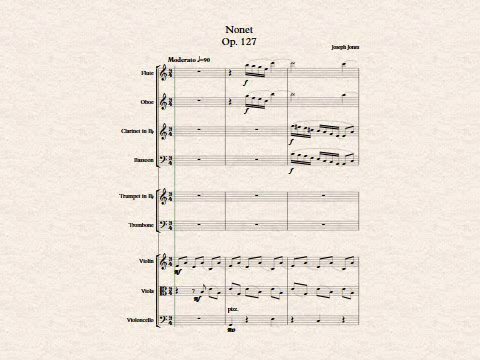 Nonet
Op. 127
Joseph Jones
Moderato ♩=90
Flute
f
Oboe
f
Clarinet in B♭
f
Bassoon
f
Trumpet in B♭
Trombone
Violin
mf
Viola
mf
pizz.
Violoncello